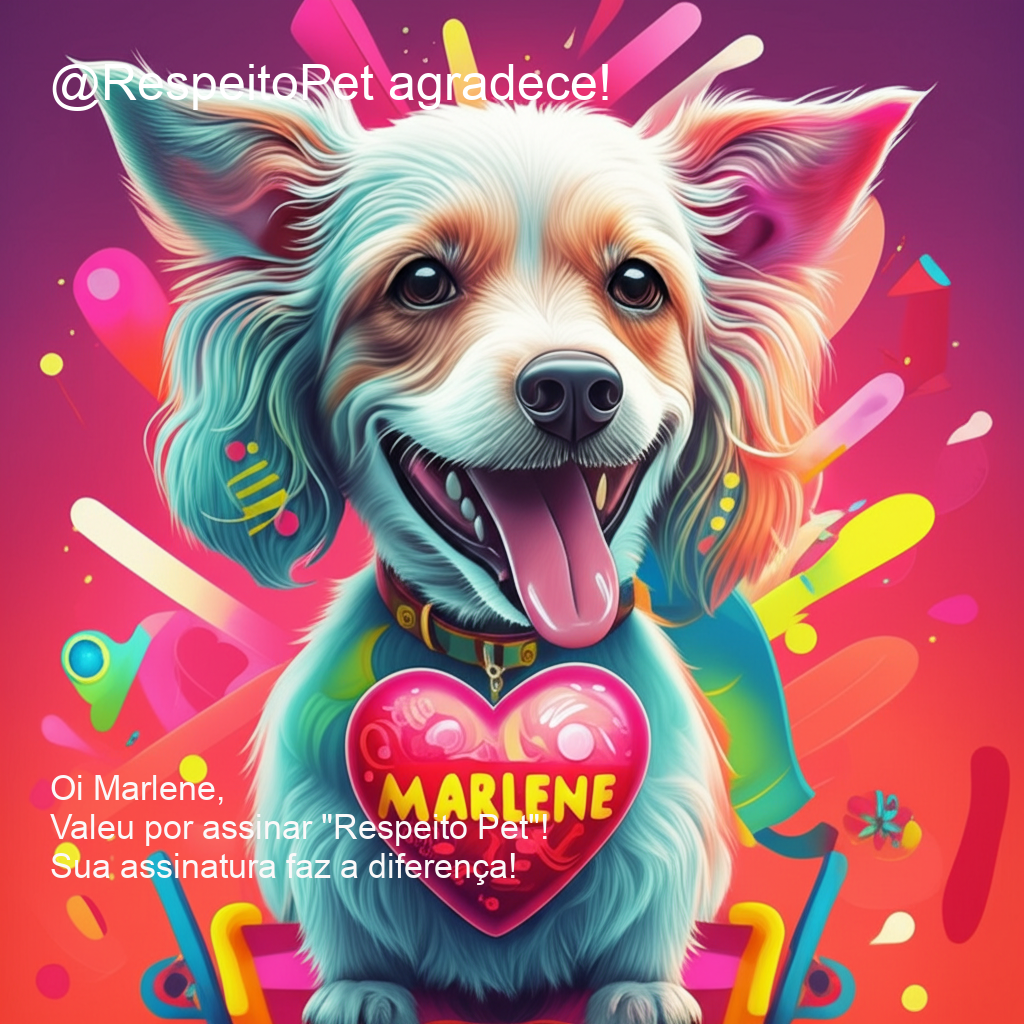 @RespeitoPet agradece!
MARLENE
Oi Marlene,
Valeu por assinar "Respeito Pet"!
Sua assinatura faz a diferença!